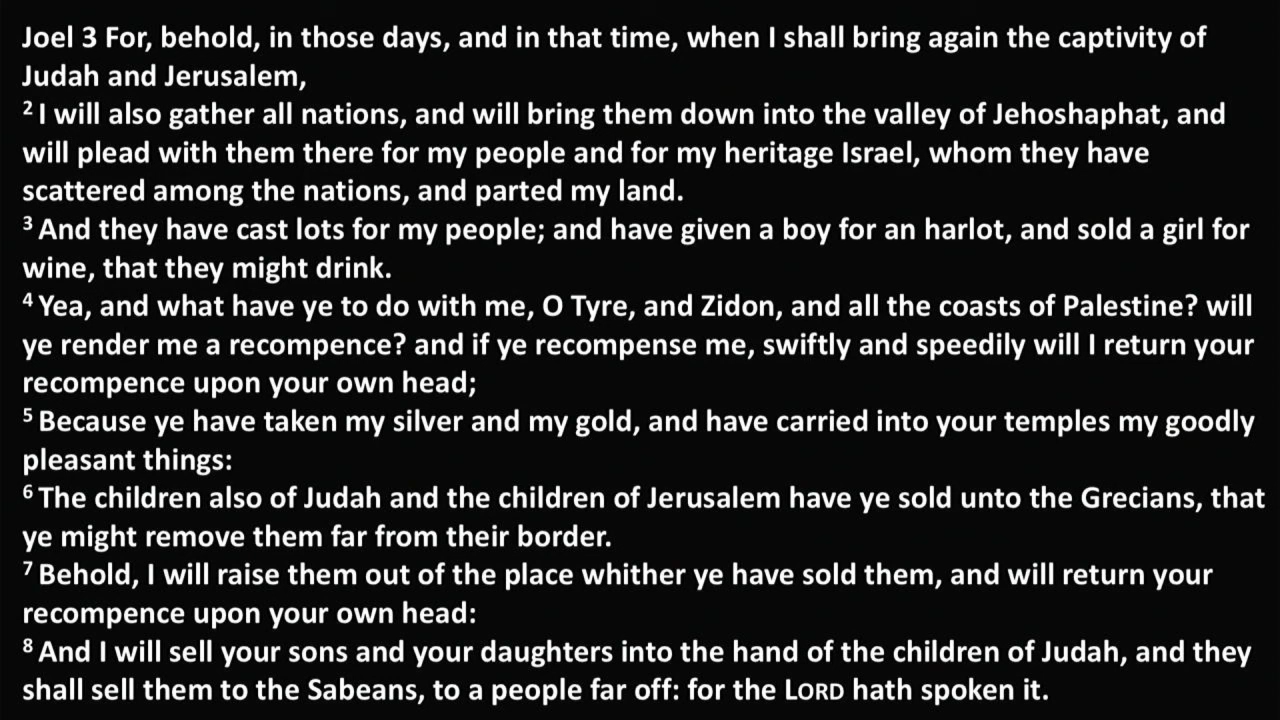 Joel 3 For, behold, in those days, and in that time, when I shall bring again the captivity of
Judah and Jerusalem,
2 I will also gather all nations, and will bring them down into the valley of Jehoshaphat, and
will plead with them there for my people and for my heritage Israel, whom they have
scattered among the nations, and parted my land.
3 And they have cast lots for my people; and have given a boy for an harlot, and sold a girl for
wine, that they might drink.
4 Yea, and what have ye to do with me, O Tyre, and Zidon, and all the coasts of Palestine? will
ye render me a recompence? and if ye recompense me, swiftly and speedily will I return your
recompence upon your own head;
5 Because ye have taken my silver and my gold, and have carried into your temples my goodly
pleasant things:
6 The children also of Judah and the children of Jerusalem have ye sold unto the Grecians, that
ye might remove them far from their border.
7 Behold, I will raise them out of the place whither ye have sold them, and will return your
recompence upon your own head:
8 And I will sell your sons and your daughters into the hand of the children of Judah, and they
shall sell them to the Sabeans, to a people far off: for the LORD hath spoken it.